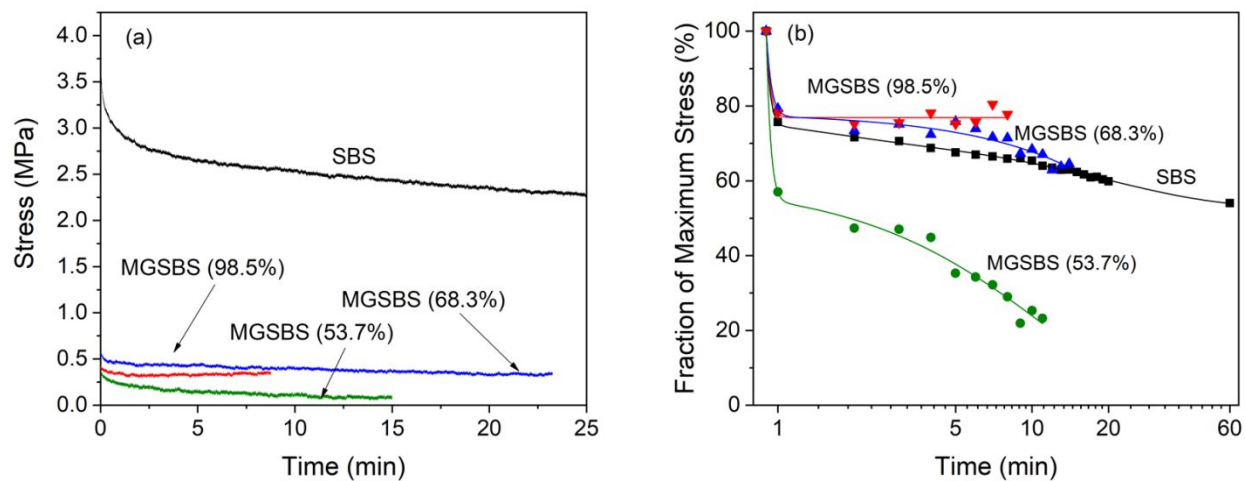 (a)
Stress (MPa)
4.0
3.5
3.0
2.5
2.0
1.5
1.0
0.5
0.0
SBS
MGSBS (98.5%)
MGSBS (68.3%)
MGSBS (53.7%)
0 5 10 15 20 25
Time (min)
(b)
Fraction of Maximum Stress (%)
100
80
60
40
20
0
MGSBS (98.5%)
MGSBS (68.3%)
SBS
MGSBS (53.7%)
1 5 10 20 60
Time (min)